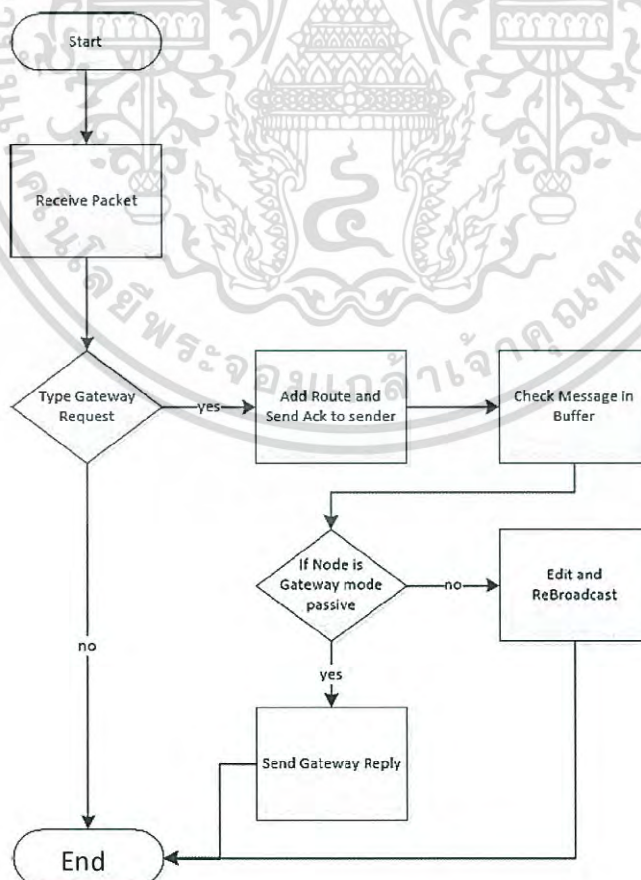 Start
Receive Packet
Type Gateway
Request
yes
Add Route and
Send Ack to sender
Check Message in
Buffer
If Node is
Gateway mode
passive
no
Edit and
ReBroadcast
no
yes
Send Gateway Reply
End